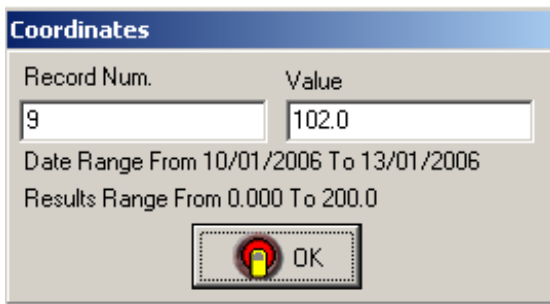 Coordinates
Record Num. Value
9 102.0
Date Range From 10/01/2006 To 13/01/2006
Results Range From 0.000 To 200.0
OK